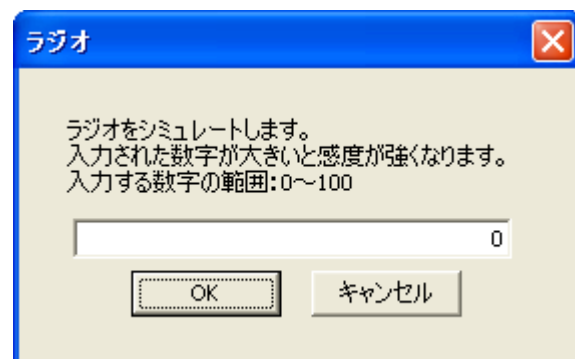 ラジオ
ラジオをシミュレートします。
入力された数字が大きいと感度が強くなります。
入力する数字の範囲:0～100
0
OK キャンセル